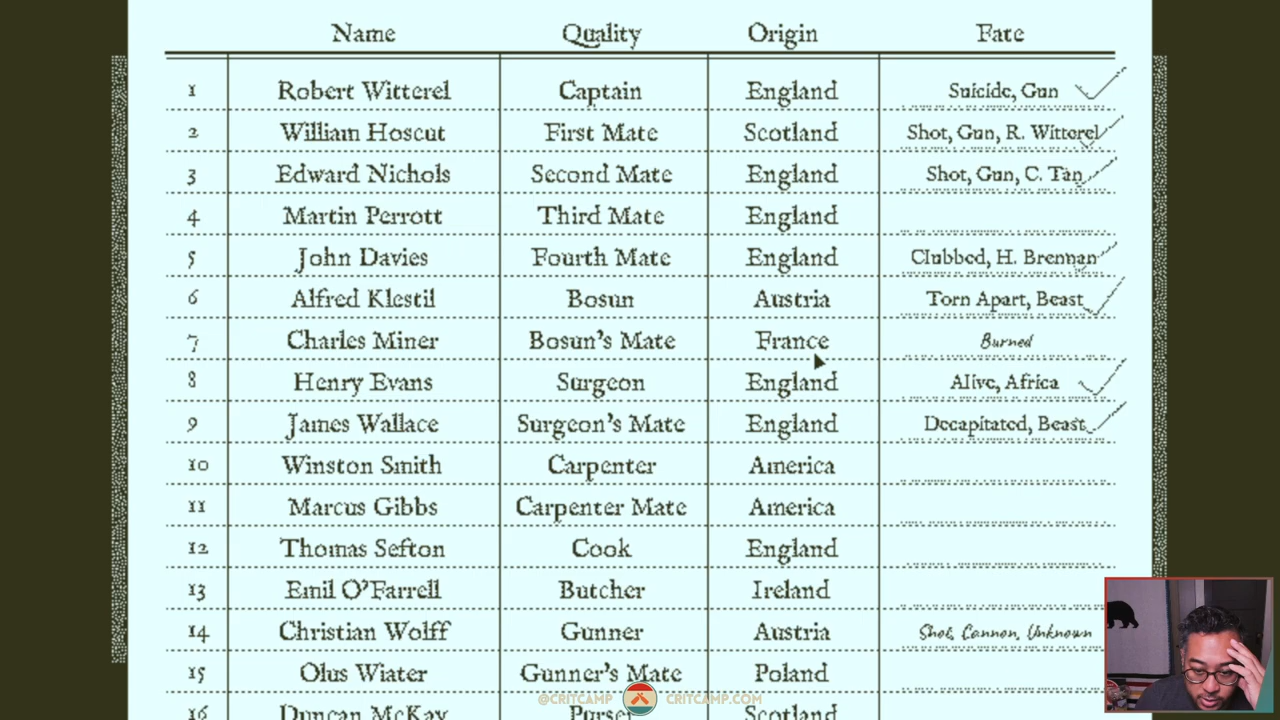 Name Quality Origin Fate
1 Robert Witterel Captain England Suicide, Gun
2 William Hoscut First Mate Scotland Shot, Gun, R. Witterel
3 Edward Nichols Second Mate England Shot, Gun, C. Tan
4 Martin Perrott Third Mate England
5 John Davies Fourth Mate England Clubbed, H. Brennan
6 Alfred Klestil Bosun Austria Torn Apart, Beast
7 Charles Miner Bosun's Mate France Burned
8 Henry Evans Surgeon England Alive, Africa
9 James Wallace Surgeon's Mate England Decapitated, Beast
10 Winston Smith Carpenter America
11 Marcus Gibbs Carpenter Mate America
12 Thomas Sefton Cook England
13 Emil O'Farrell Butcher Ireland
14 Christian Wolff Gunner Austria Shot, Cannon, Unknown
15 Olus Wiater Gunner's Mate Poland
@CRITCAMP CRITCAMP.COM
16 Duncan McKay Purser Scotland